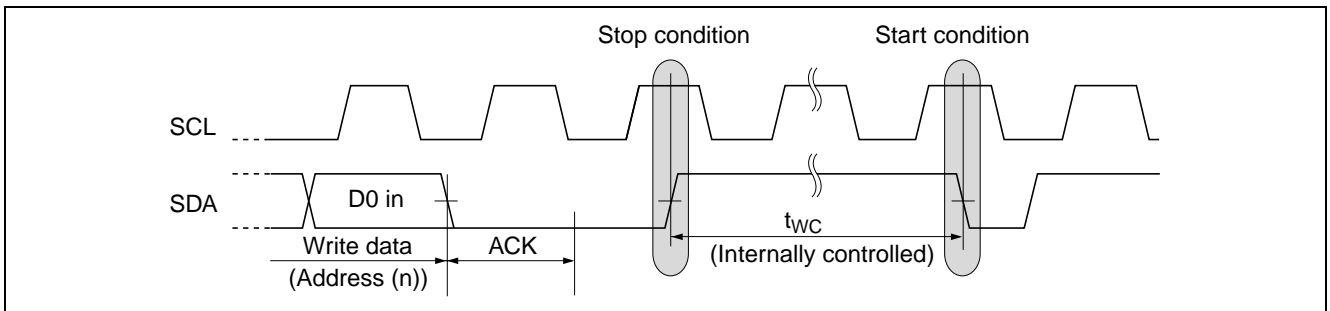 Stop condition
Start condition
SCL
SDA
D0 in
Write data
(Address (n))
ACK
tWC
(Internally controlled)